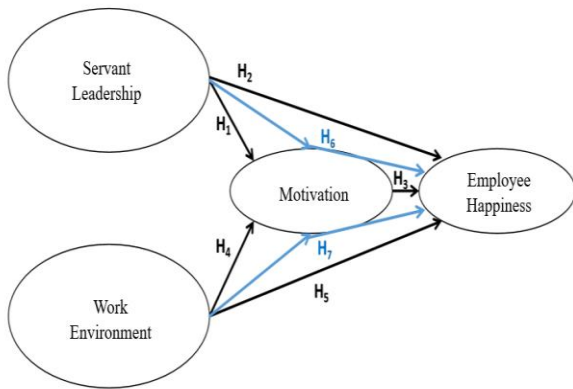 Servant
Leadership
H2
H1
H6
Motivation
H3
Employee
Happiness
H4
H7
H5
Work
Environment